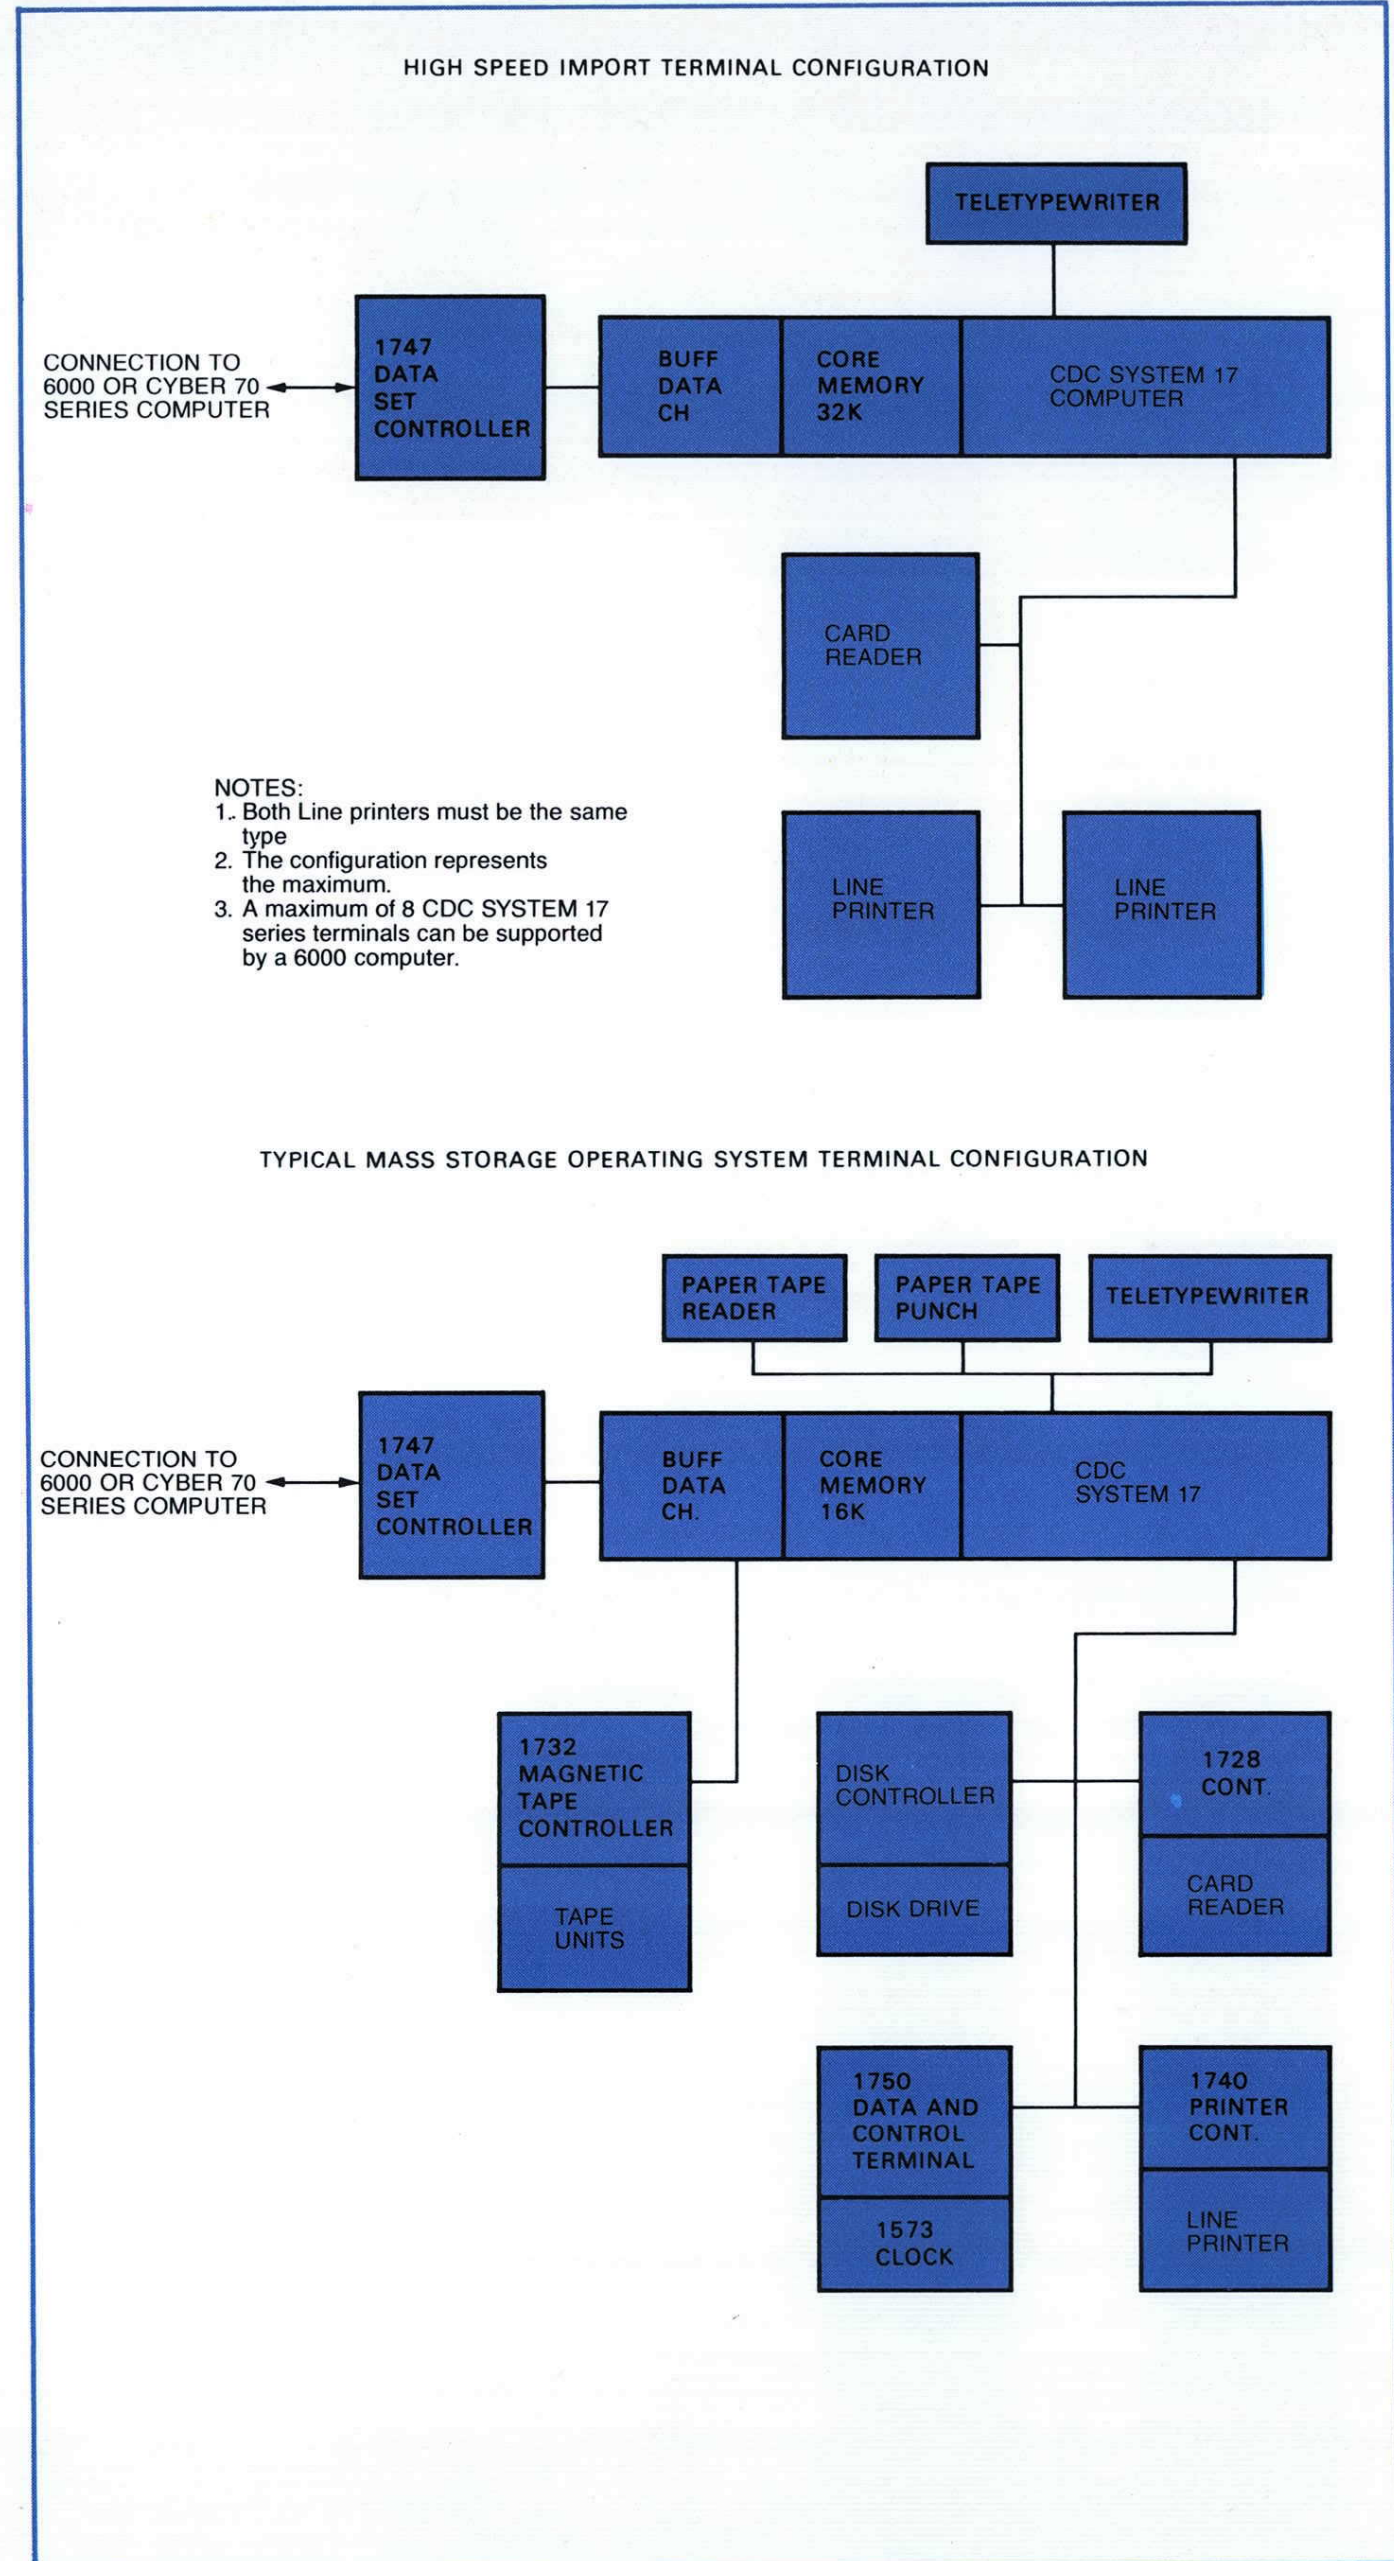 HIGH SPEED IMPORT TERMINAL CONFIGURATION
TELETYPEWRITER
CONNECTION TO
6000 OR CYBER 70
SERIES COMPUTER
1747
DATA
SET
CONTROLLER
BUFF
DATA
CH
CORE
MEMORY
32K
CDC SYSTEM 17
COMPUTER
CARD
READER
NOTES:
1. Both Line printers must be the same
type
2. The configuration represents
the maximum.
3. A maximum of 8 CDC SYSTEM 17
series terminals can be supported
by a 6000 computer.
LINE
PRINTER
LINE
PRINTER
TYPICAL MASS STORAGE OPERATING SYSTEM TERMINAL CONFIGURATION
PAPER TAPE
READER
PAPER TAPE
PUNCH
TELETYPEWRITER
CONNECTION TO
6000 OR CYBER 70
SERIES COMPUTER
1747
DATA
SET
CONTROLLER
BUFF
DATA
CH.
CORE
MEMORY
16K
CDC
SYSTEM 17
1732
MAGNETIC
TAPE
CONTROLLER
TAPE
UNITS
DISK
CONTROLLER
DISK DRIVE
1728
CONT.
CARD
READER
1750
DATA AND
CONTROL
TERMINAL
1573
CLOCK
1740
PRINTER
CONT.
LINE
PRINTER